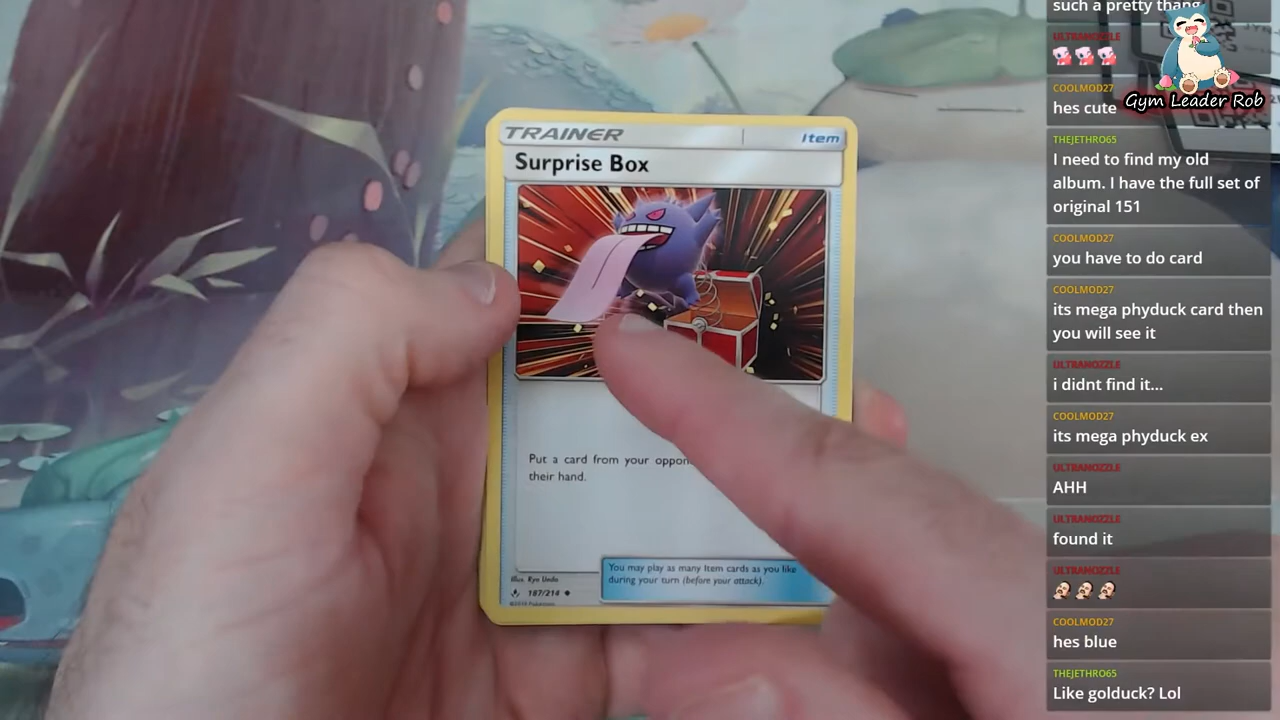 TRAINER
Item
Surprise Box
Put a card from your
their hand.
You may play as many Item cards as you like
during your turn (before your attack).
Illus. Ryo Ueda
187/214
©2019 Pokémon
such a pretty thang
ULTRANOZZLE
Gym Leader Rob
COOLMOD27
hes cute
THEJETHRO65
I need to find my old
album. I have the full set of
original 151
COOLMOD27
you have to do card
COOLMOD27
its mega phyduck card then
you will see it
ULTRANOZZLE
i didnt find it...
COOLMOD27
its mega phyduck ex
ULTRANOZZLE
AHH
ULTRANOZZLE
found it
ULTRANOZZLE
COOLMOD27
hes blue
THEJETHRO65
Like golduck? Lol